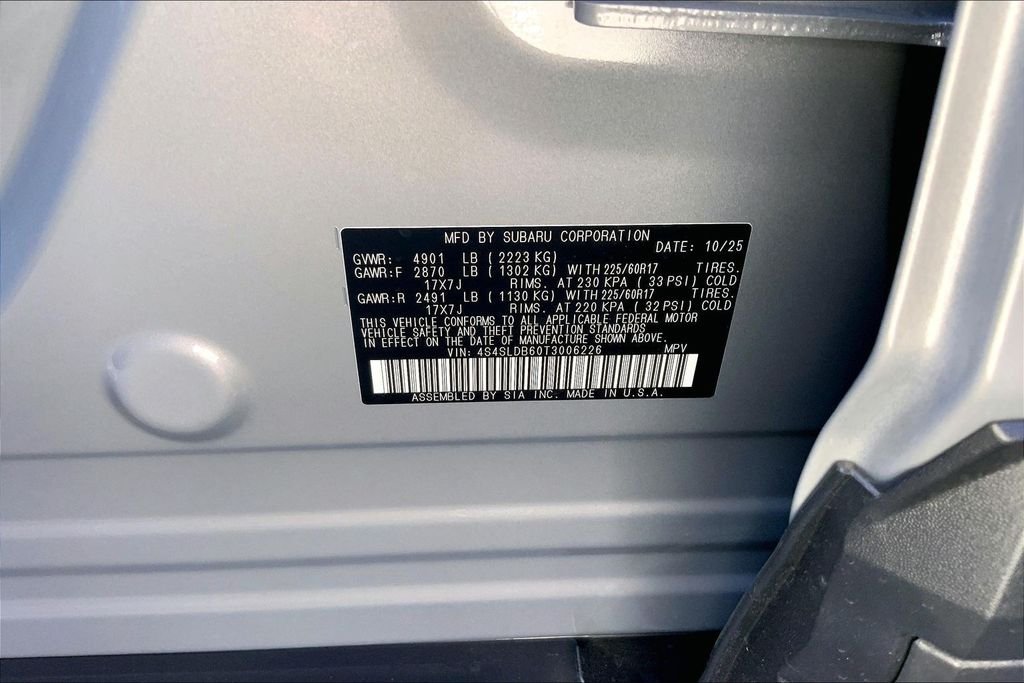 MFD BY SUBARU CORPORATION
DATE: 10/25
GVWR: 4901 LB ( 2223 KG)
GAWR:F 2870 LB ( 1302 KG) WITH 225/60R17 TIRES.
17X7J RIMS. AT 230 KPA ( 33 PSI) COLD
GAWR:R 2491 LB ( 1130 KG) WITH 225/60R17 TIRES.
17X7J RIMS. AT 220 KPA ( 32 PSI) COLD
THIS VEHICLE CONFORMS TO ALL APPLICABLE FEDERAL MOTOR
VEHICLE SAFETY AND THEFT PREVENTION STANDARDS
IN EFFECT ON THE DATE OF MANUFACTURE SHOWN ABOVE.
VIN: 4S4SLDB60T3006226 MPV
ASSEMBLED BY SIA INC. MADE IN U.S.A.